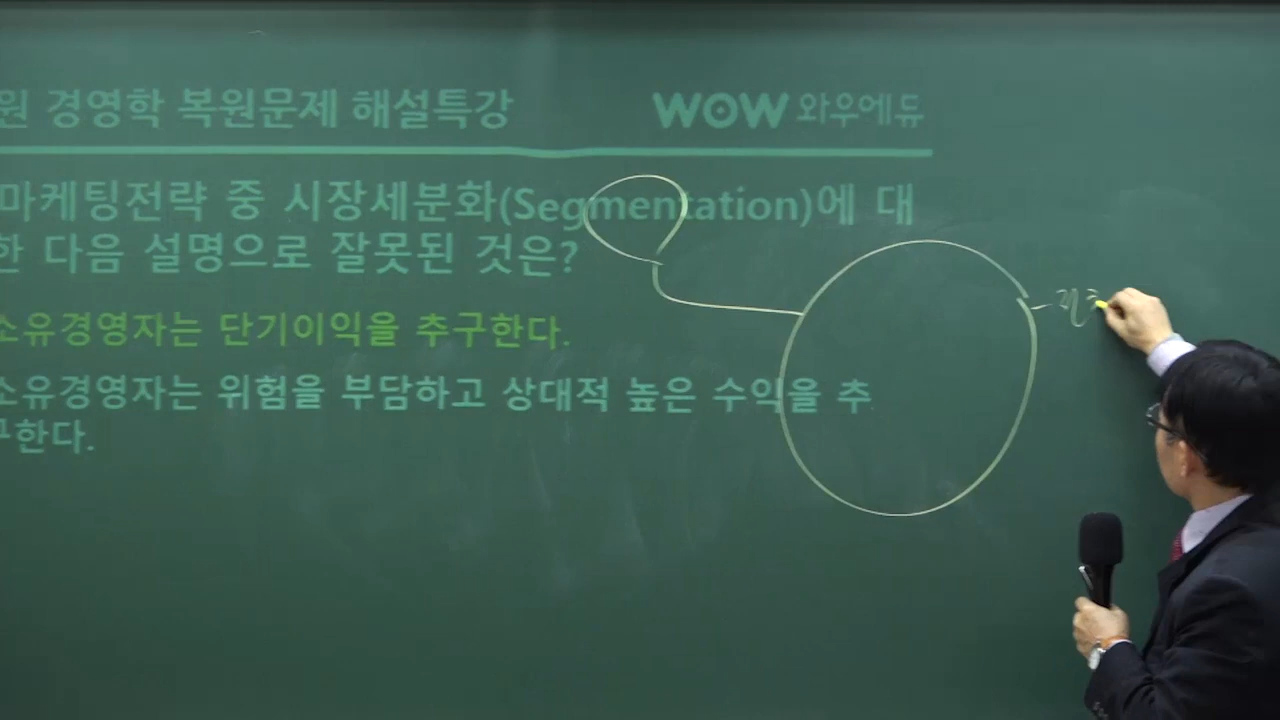 원 경영학 복원문제 해설특강
WOW 와우에듀
마케팅전략 중 시장세분화(Segmentation)에 대
한 다음 설명으로 잘못된 것은?
소유경영자는 단기이익을 추구한다.
소유경영자는 위험을 부담하고 상대적 높은 수익을 추
구한다.